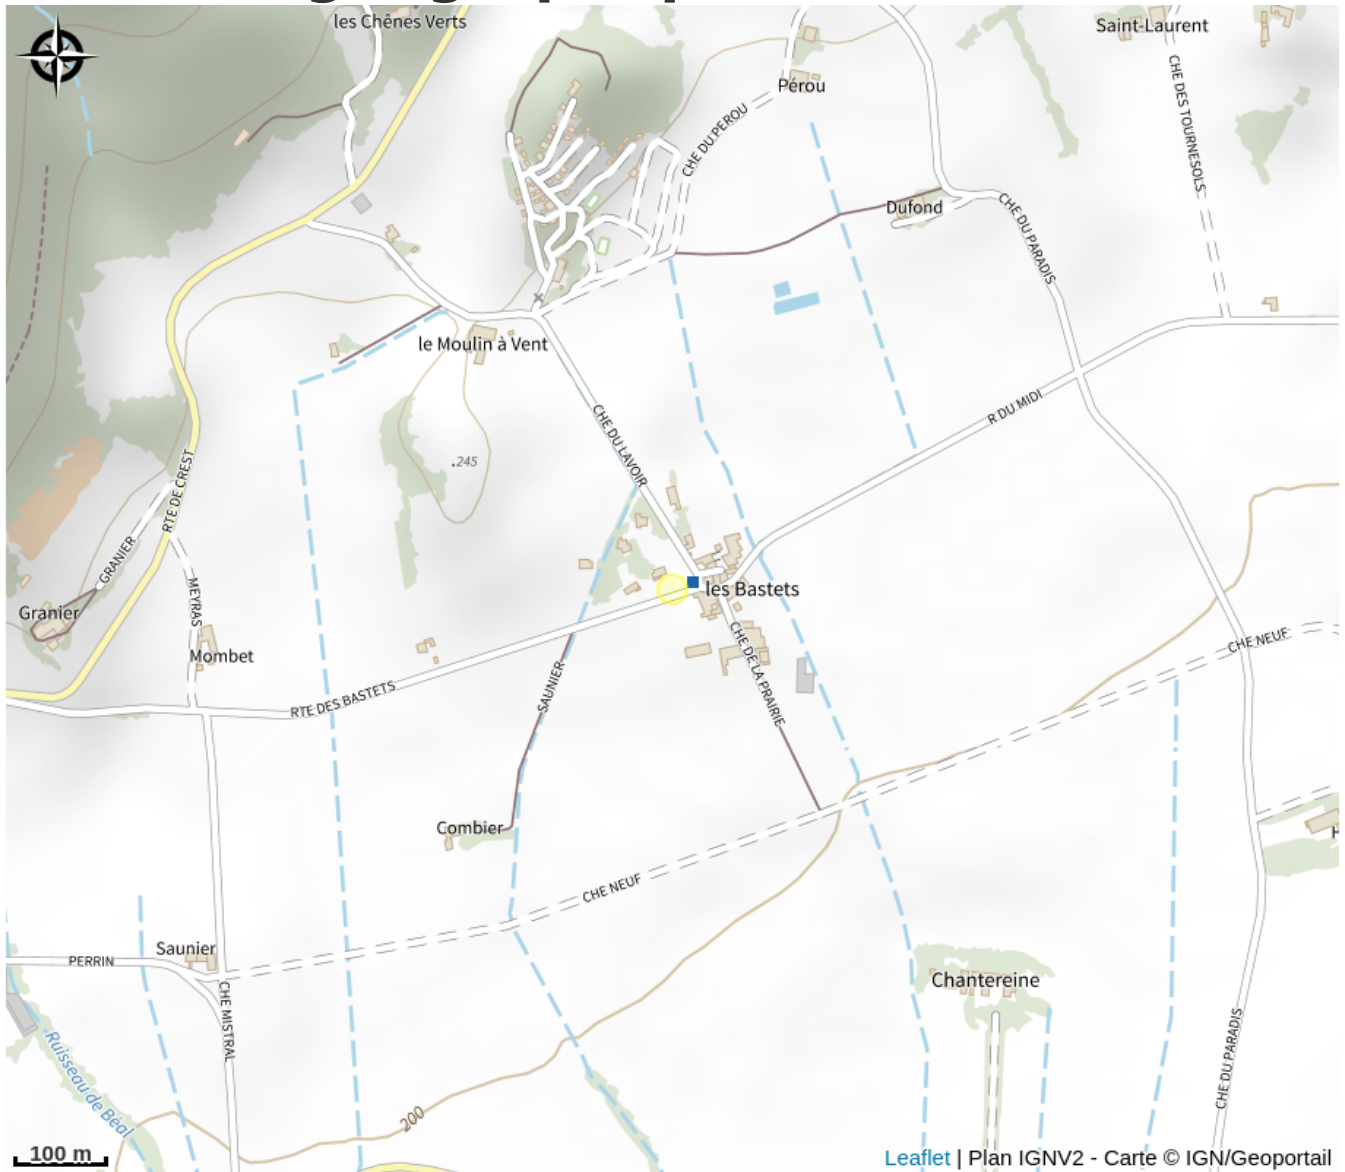 les Chênes Verts
Saint-Laurent
Pérou
CHE DES TOURNESOLS
CHE DU PEROU
Dufond
CHE DU PARADIS
le Moulin à Vent
R DU MIDI
CHE DU LAVOIR
245
RTE DE CREST
GRANIER
MEYRAS
les Bastets
Granier
CHE NEUF
Mombet
CHE DE LA PRAIRIE
SAUNIER
RTE DES BASTETS
Combier
CHE NEUF
Saunier
PERRIN
Chantereine
CHE MISTRAL
CHE DU PARADIS
Ruisseau de Béal
200
100 m
Leaflet | Plan IGNV2 - Carte © IGN/Geoportail